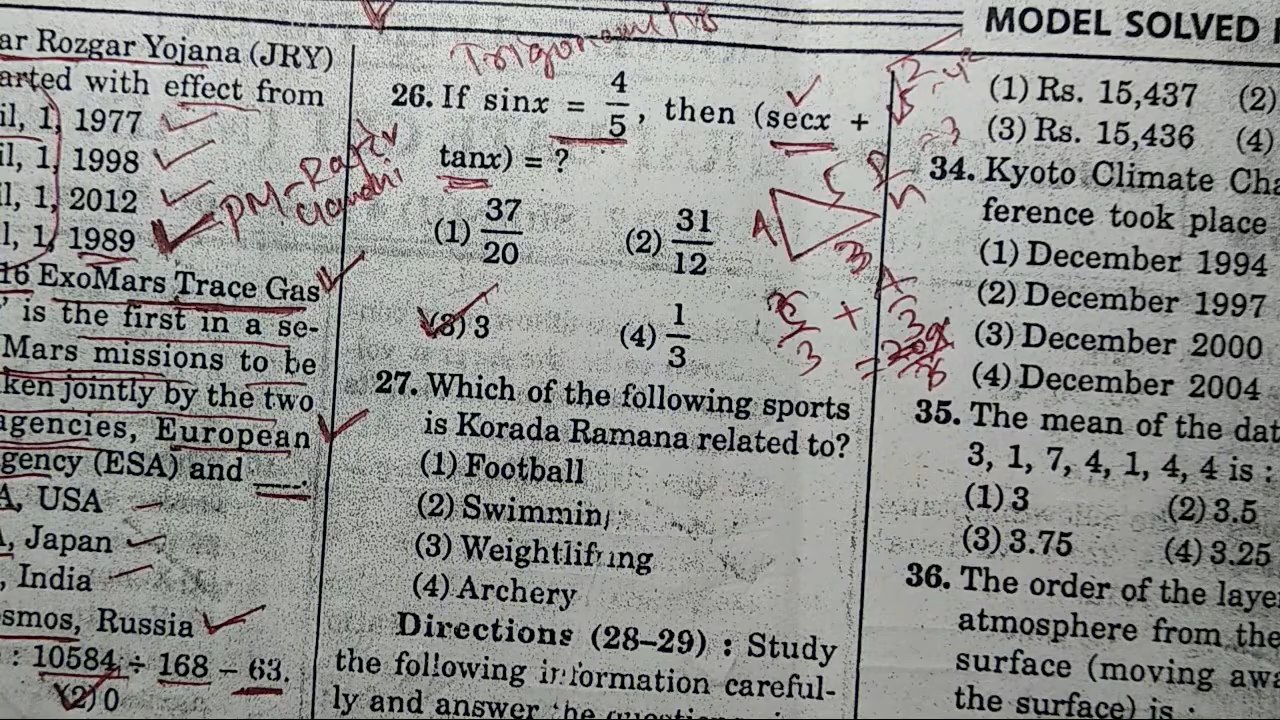 MODEL SOLVED
ar Rozgar Yojana (JRY)
arted with effect from
il, 1, 1977
il, 1, 1998
il, 1, 2012
l, 1, 1989
PM - Rajiv
Gandhi
16 ExoMars Trace Gas
' is the first in a se-
Mars missions to be
ken jointly by the two
agencies, European
gency (ESA) and ____.
A, USA
, Japan
, India
smos, Russia
: 10584 ÷ 168 – 63.
(2) 0
Trigonometris
26. If sinx = 4/5, then (secx +
tanx) = ?
(1) 37/20 (2) 31/12
(3) 3 (4) 1/3
27. Which of the following sports
is Korada Ramana related to?
(1) Football
(2) Swimmin
(3) Weightlifting
(4) Archery
Directions (28–29) : Study
the following information careful-
ly and answer the questions
(1) Rs. 15,437 (2)
(3) Rs. 15,436 (4)
34. Kyoto Climate Cha
ference took place
(1) December 1994
(2) December 1997
(3) December 2000
(4) December 2004
35. The mean of the dat
3, 1, 7, 4, 1, 4, 4 is :
(1) 3 (2) 3.5
(3) 3.75 (4) 3.25
36. The order of the laye
atmosphere from the
surface (moving awa
the surface) is :